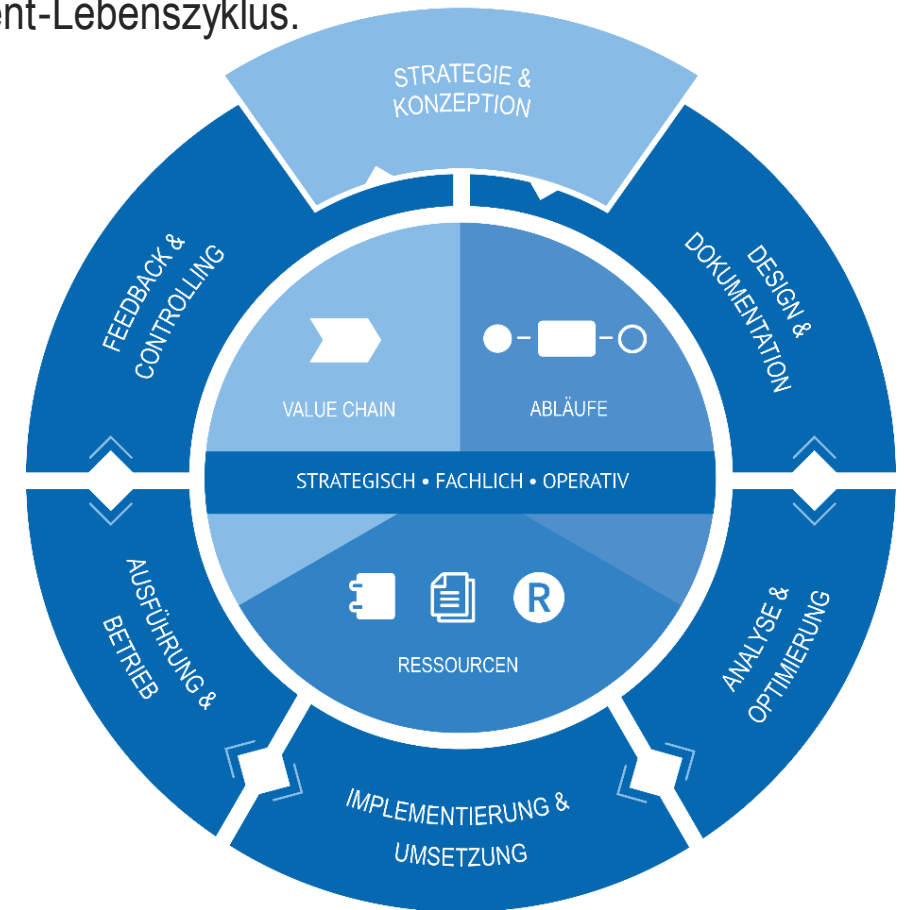 ent-Lebenszyklus.
STRATEGIE &
KONZEPTION
FEEDBACK &
CONTROLLING
DESIGN &
DOKUMENTATION
VALUE CHAIN
ABLÄUFE
STRATEGISCH • FACHLICH • OPERATIV
R
RESSOURCEN
AUSFÜHRUNG &
BETRIEB
ANALYSE &
OPTIMIERUNG
IMPLEMENTIERUNG &
UMSETZUNG